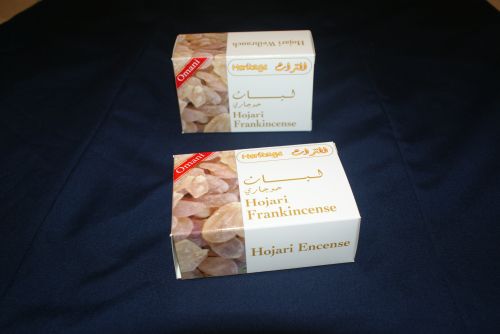 Hojari Weihrauch
Omani
Heritage التراث
لبان
حوجاري
Hojari
Frankincense
Omani
Heritage التراث
لبان
حوجاري
Hojari
Frankincense
Hojari Encense